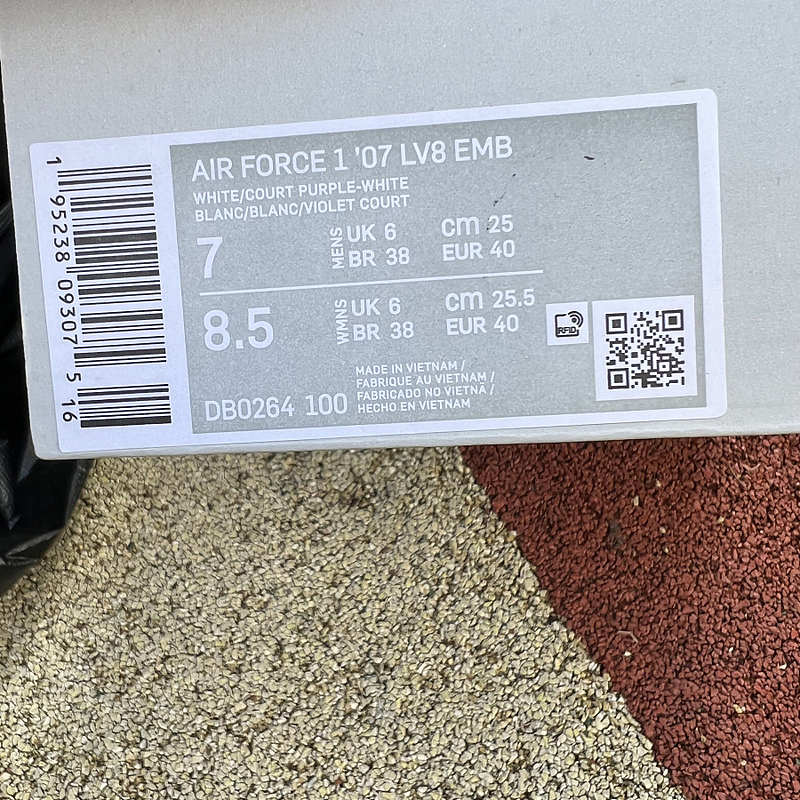 AIR FORCE 1 '07 LV8 EMB
WHITE/COURT PURPLE-WHITE
BLANC/BLANC/VIOLET COURT
7 MENS UK 6 CM 25
BR 38 EUR 40
8.5 WMNS UK 6 CM 25.5
BR 38 EUR 40
RFID
MADE IN VIETNAM /
FABRIQUE AU VIETNAM /
FABRICADO NO VIETNÃ /
HECHO EN VIETNAM
DB0264 100
1 95238 09307 5 16